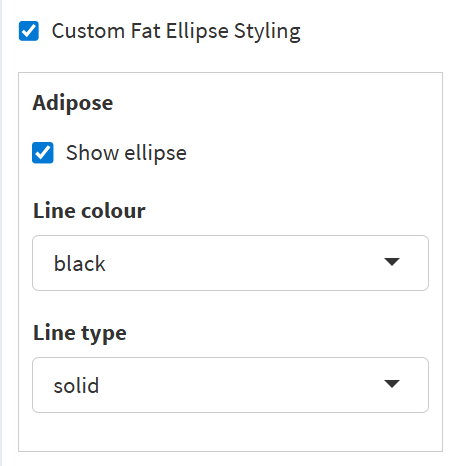 Custom Fat Ellipse Styling
Adipose
Show ellipse
Line colour
black
Line type
solid